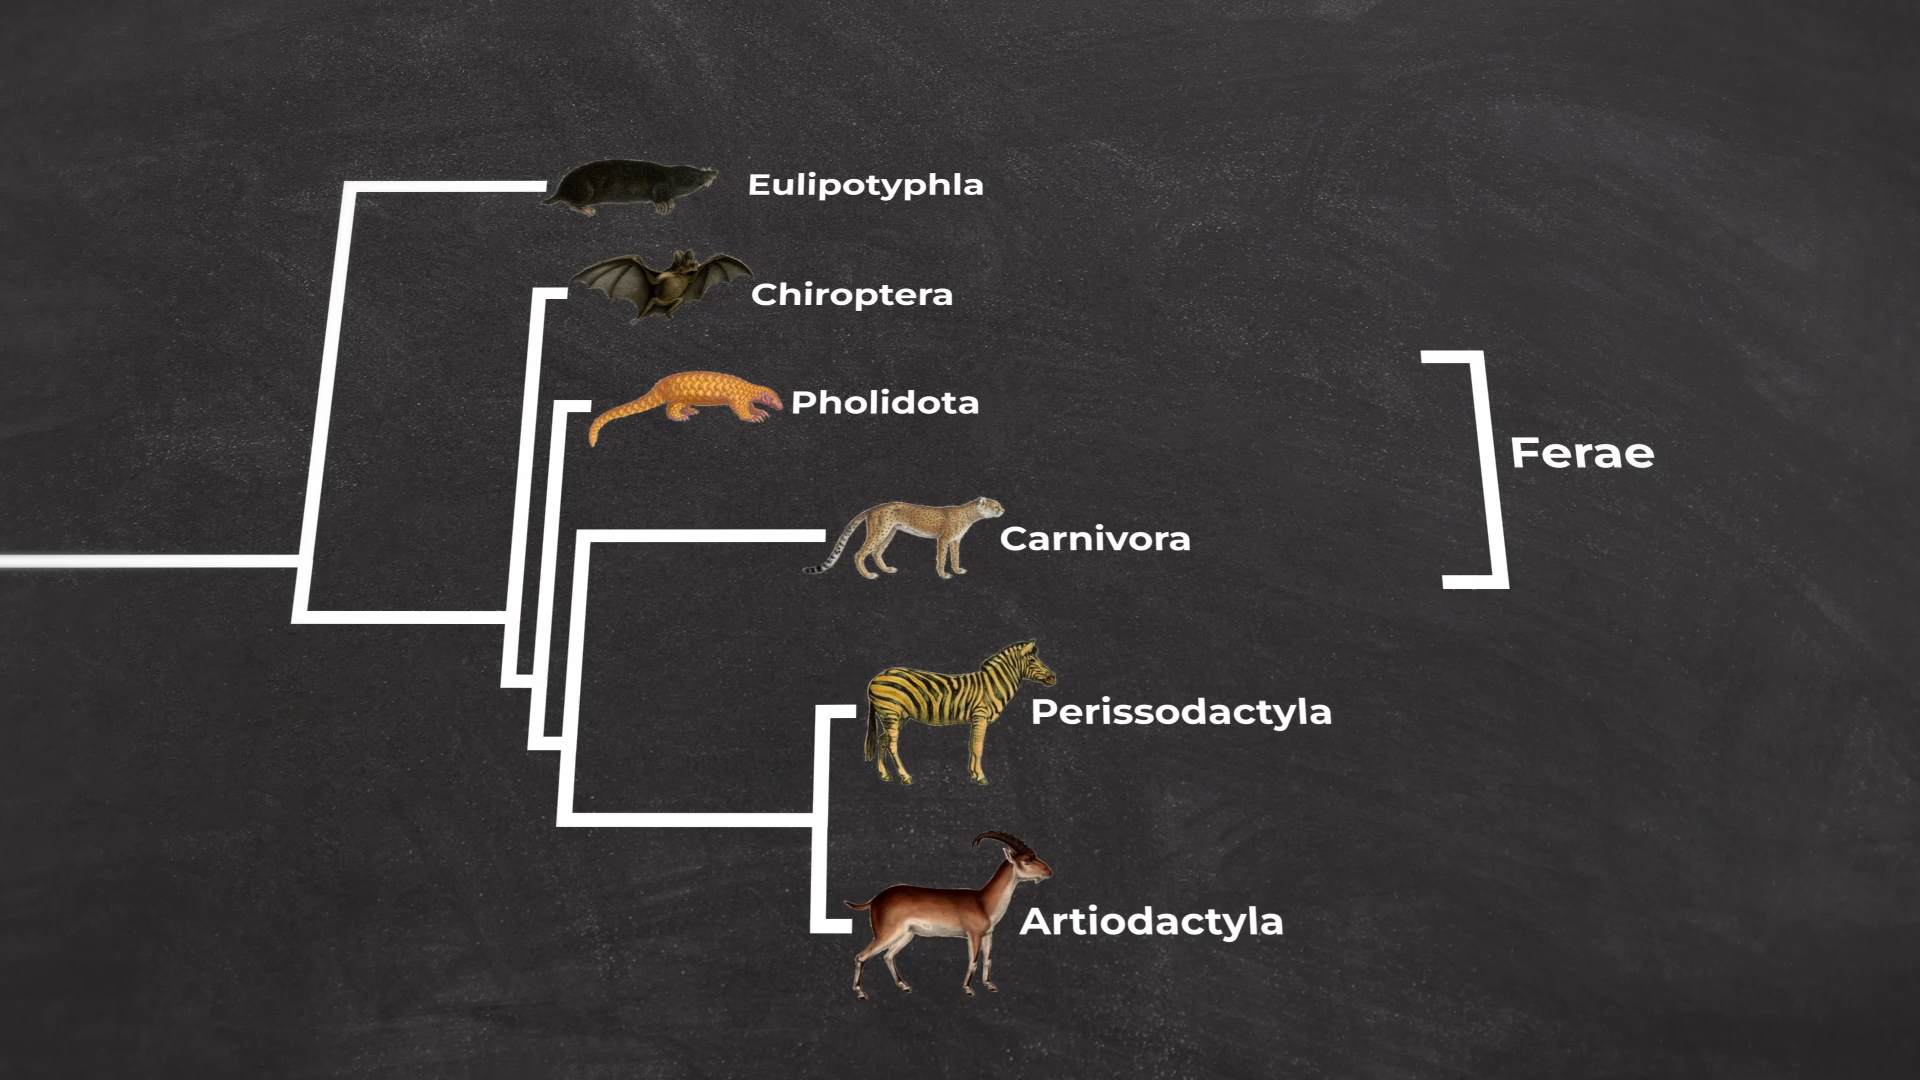 Eulipotyphla
Chiroptera
Pholidota
Ferae
Carnivora
Perissodactyla
Artiodactyla